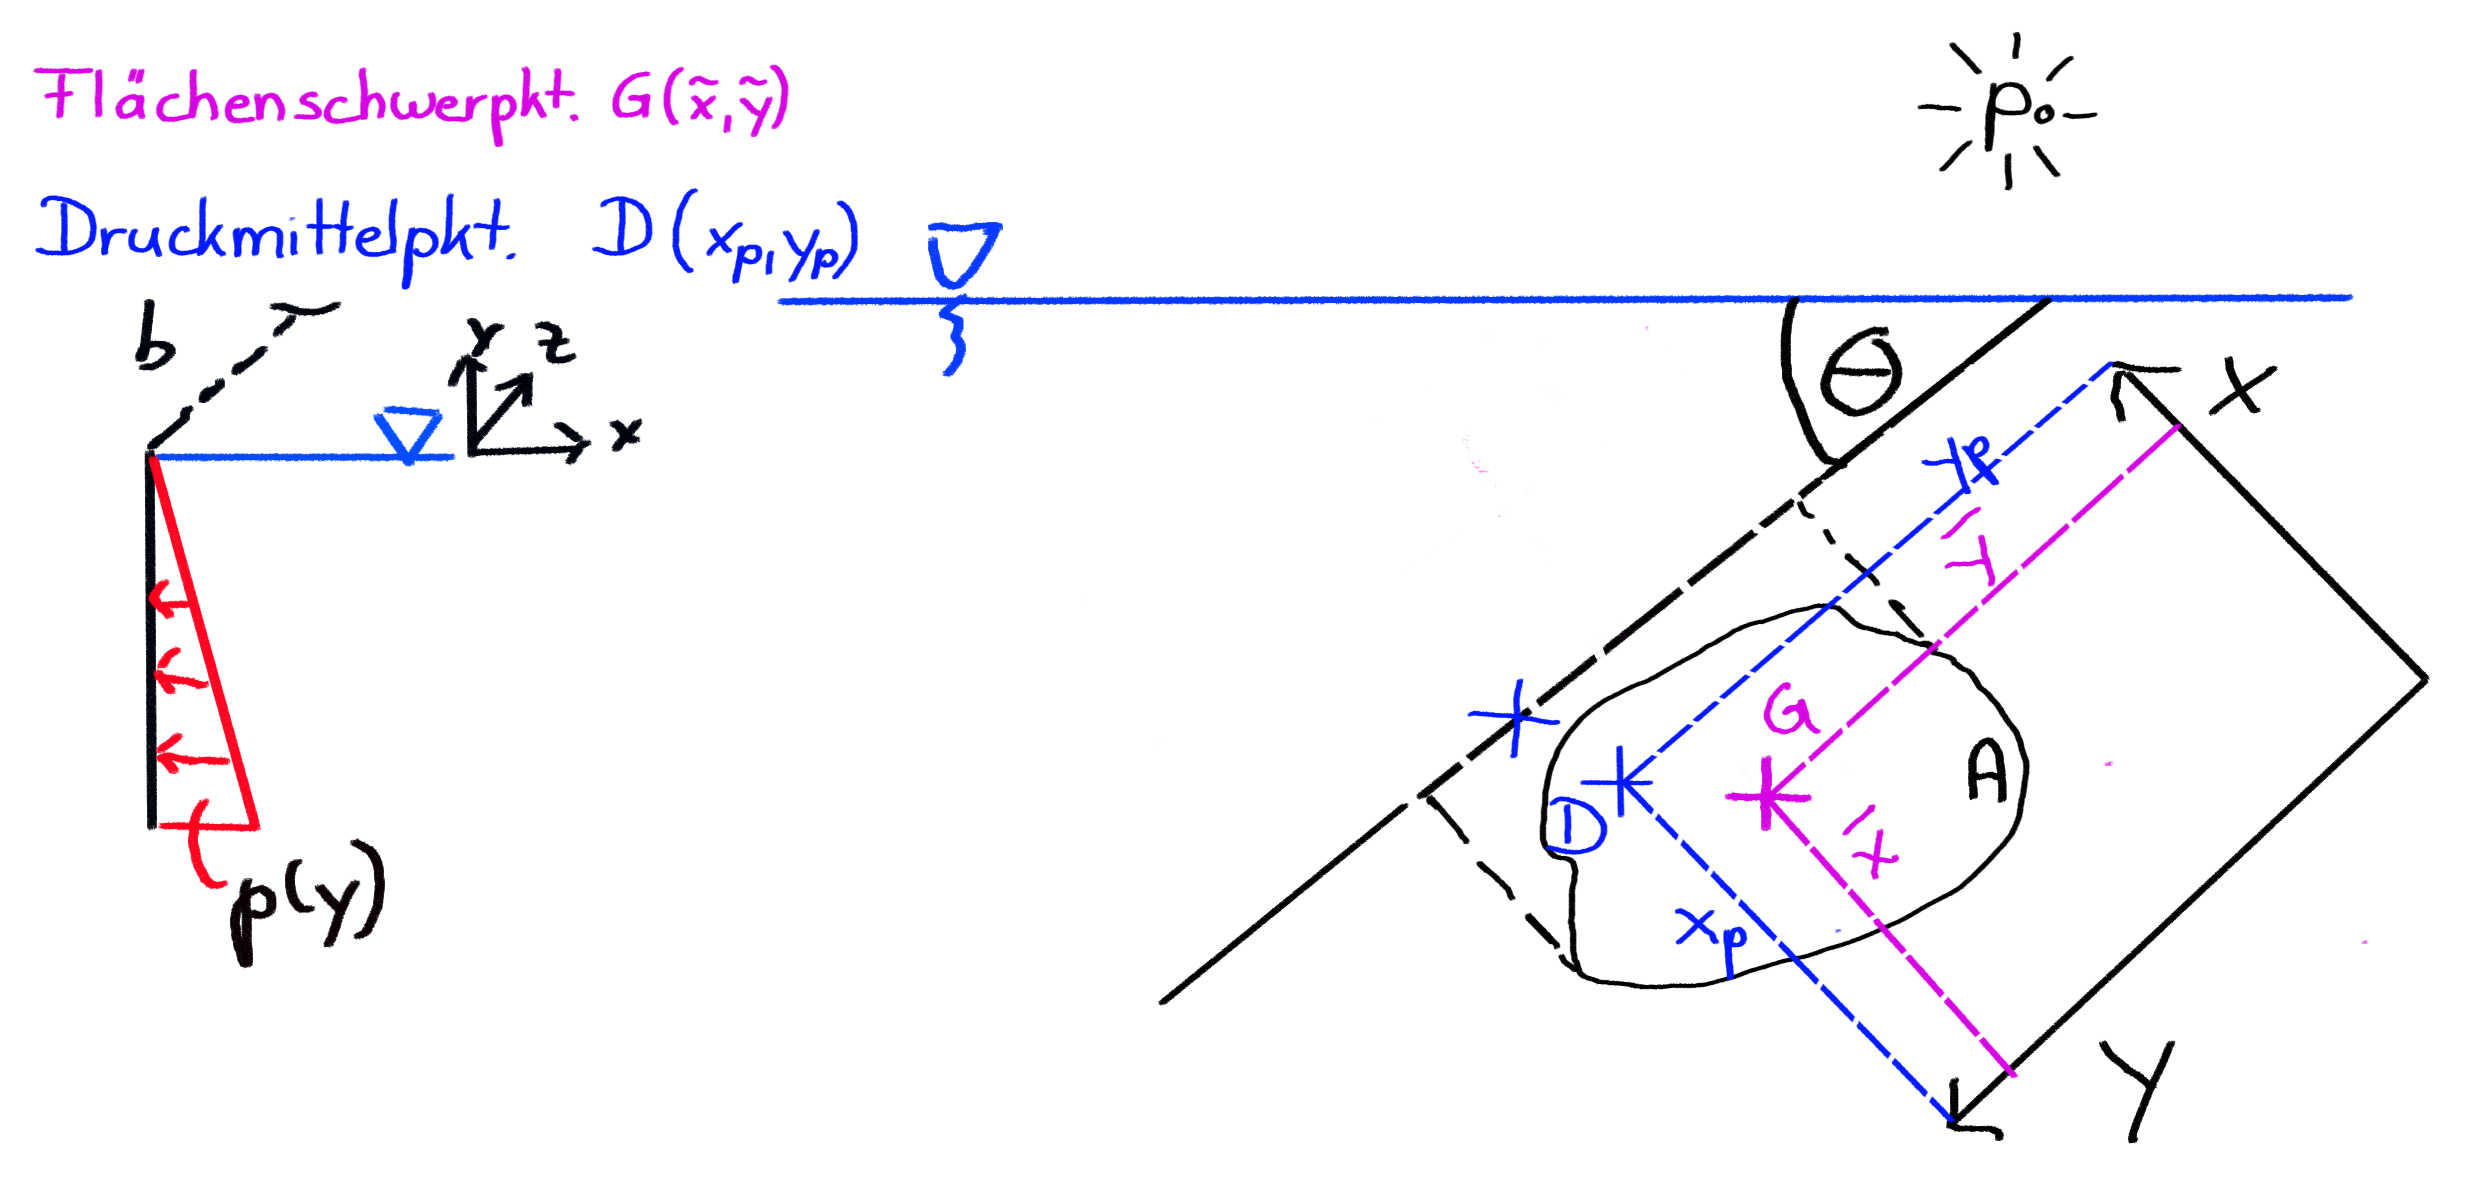 Flächenschwerpkt. G(x̃,ỹ)
Druckmittelpkt. D(xₚ,yₚ)
p₀
b
y
z
x
p(y)
Θ
X
yₚ
ỹ
G
A
D
x̃
xₚ
Y